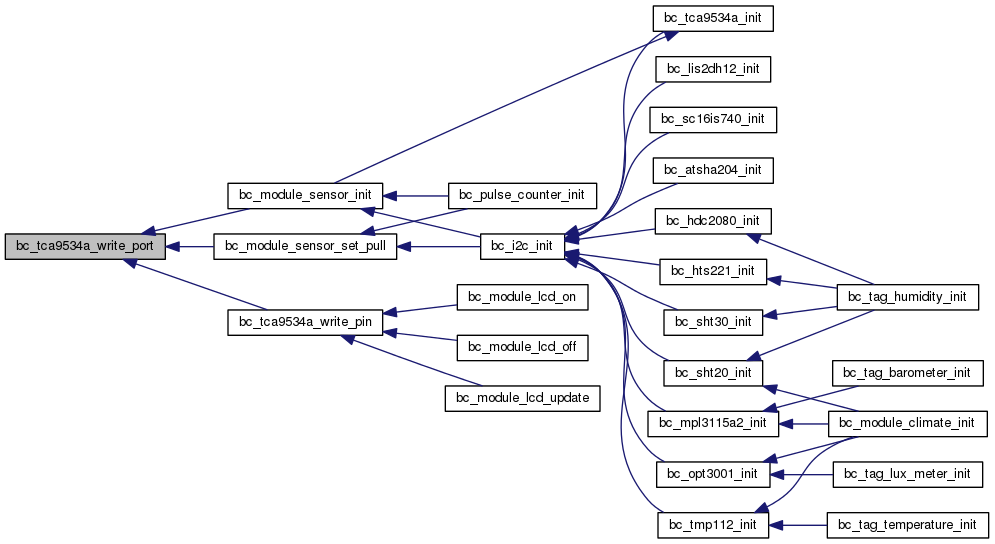 bc_tca9534a_write_port
bc_module_sensor_init
bc_module_sensor_set_pull
bc_tca9534a_write_pin
bc_pulse_counter_init
bc_i2c_init
bc_module_lcd_on
bc_module_lcd_off
bc_module_lcd_update
bc_tca9534a_init
bc_lis2dh12_init
bc_sc16is740_init
bc_atsha204_init
bc_hdc2080_init
bc_hts221_init
bc_sht30_init
bc_sht20_init
bc_mpl3115a2_init
bc_opt3001_init
bc_tmp112_init
bc_tag_humidity_init
bc_tag_barometer_init
bc_module_climate_init
bc_tag_lux_meter_init
bc_tag_temperature_init